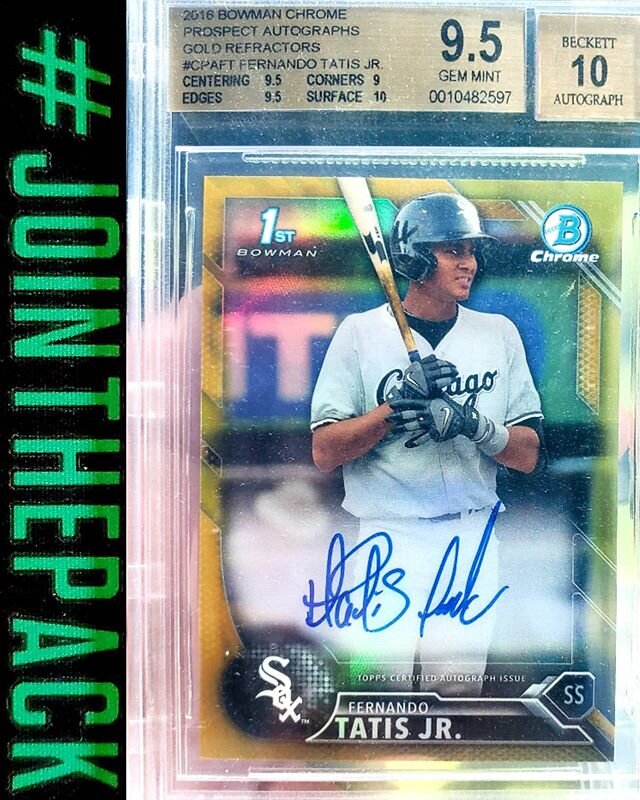 #JOINTHEPACK
2016 BOWMAN CHROME
PROSPECT AUTOGRAPHS
GOLD REFRACTORS
#CPAFT FERNANDO TATIS JR.
CENTERING 9.5 CORNERS 9
EDGES 9.5 SURFACE 10
9.5
GEM MINT
0010482597
BECKETT
10
AUTOGRAPH
1ST
BOWMAN
B
Chrome
Chicago
Sox
TOPPS CERTIFIED AUTOGRAPH ISSUE
FERNANDO
TATIS JR.
SS